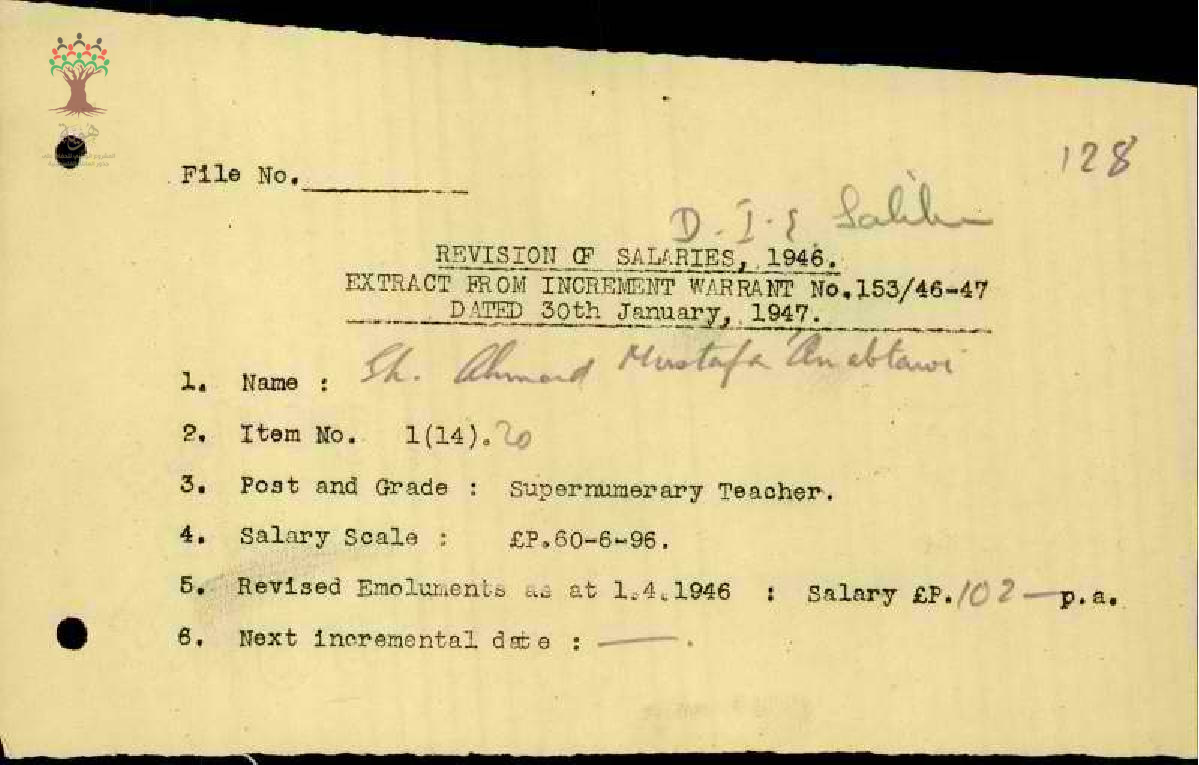 هوية
128
File No.
D.I.E.
REVISION OF SALARIES, 1946.
EXTRACT FROM INCREMENT WARRANT No.153/46-47
DATED 30th January, 1947.
1. Name : Sh. Ahmad Mustafa 'Anabtawi
2. Item No. 1(14).20
3. Post and Grade : Supernumerary Teacher.
4. Salary Scale : £P.60-6-96.
5. Revised Emoluments as at 1.4.1946 : Salary £P.102 — p.a.
6. Next incremental date : — .